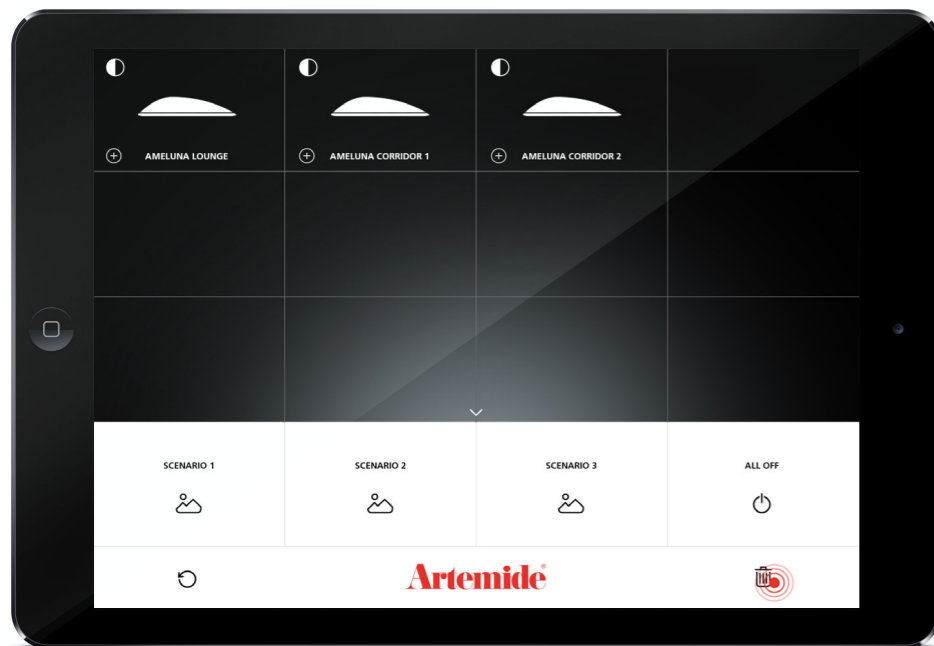 AMELUNA LOUNGE
AMELUNA CORRIDOR 1
AMELUNA CORRIDOR 2
SCENARIO 1
SCENARIO 2
SCENARIO 3
ALL OFF
Artemide®